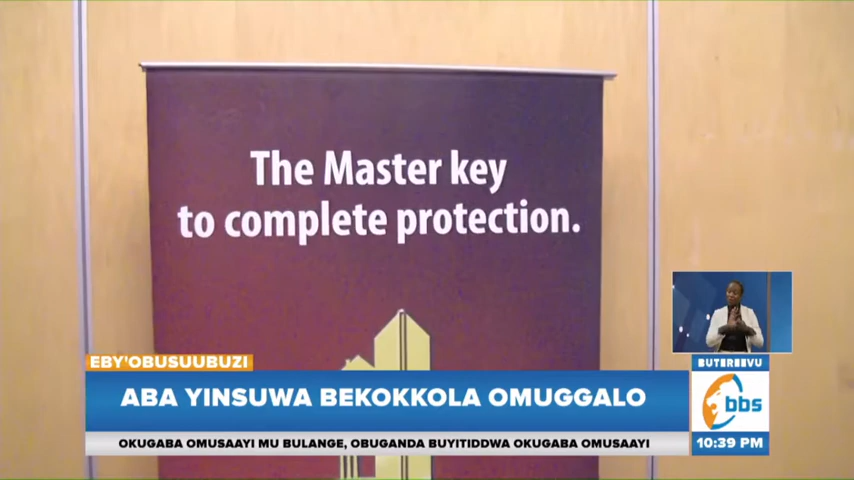 The Master key
to complete protection.
EBY'OBUSUUBUZI
ABA YINSUWA BEKOKKOLA OMUGGALO
OKUGABA OMUSAAYI MU BULANGE, OBUGANDA BUYITIDDWA OKUGABA OMUSAAYI
BUTEREEVU
bbs
10:39 PM